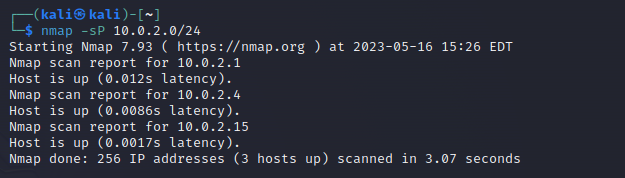 ┌──(kali㉿kali)-[~]
└─$ nmap -sP 10.0.2.0/24
Starting Nmap 7.93 ( https://nmap.org ) at 2023-05-16 15:26 EDT
Nmap scan report for 10.0.2.1
Host is up (0.012s latency).
Nmap scan report for 10.0.2.4
Host is up (0.0086s latency).
Nmap scan report for 10.0.2.15
Host is up (0.0017s latency).
Nmap done: 256 IP addresses (3 hosts up) scanned in 3.07 seconds